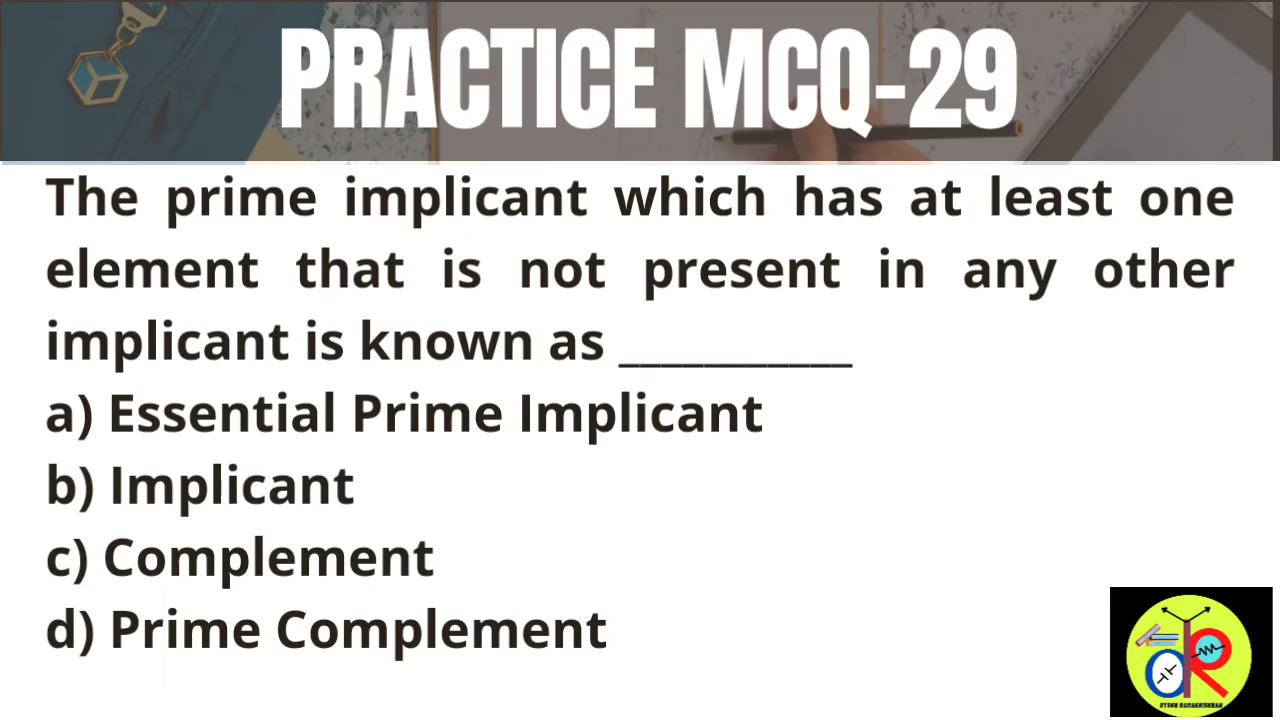 PRACTICE MCQ-29
The prime implicant which has at least one
element that is not present in any other
implicant is known as ___________
a) Essential Prime Implicant
b) Implicant
c) Complement
d) Prime Complement